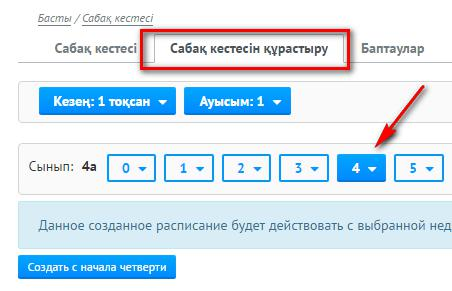 Басты / Сабақ кестесі
Сабақ кестесі Сабақ кестесін құрастыру Баптаулар
Кезең: 1 тоқсан Ауысым: 1
Сынып: 4а 0 1 2 3 4 5
Данное созданное расписание будет действовать с выбранной нед
Создать с начала четверти